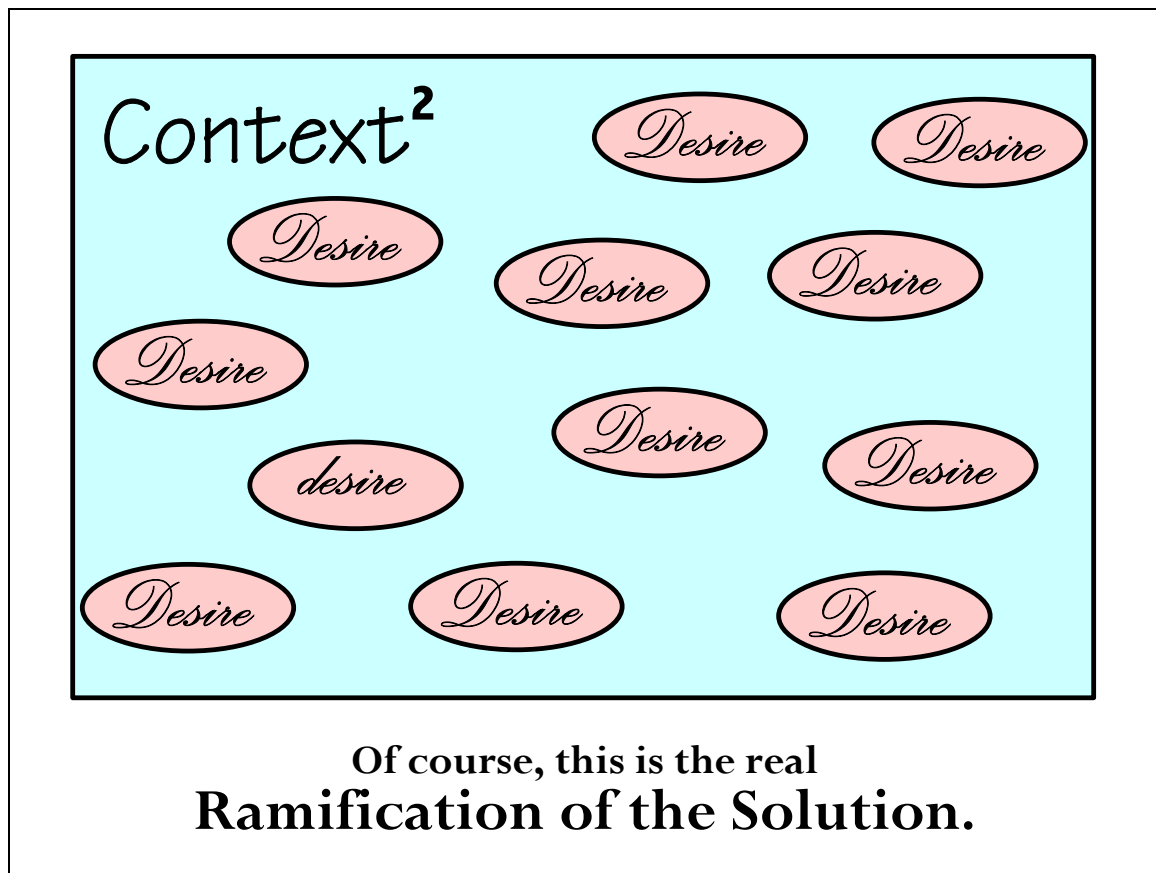 Context²
Desire Desire
Desire
Desire Desire
Desire
Desire
Desire
desire
Desire Desire
Desire
Of course, this is the real
Ramification of the Solution.